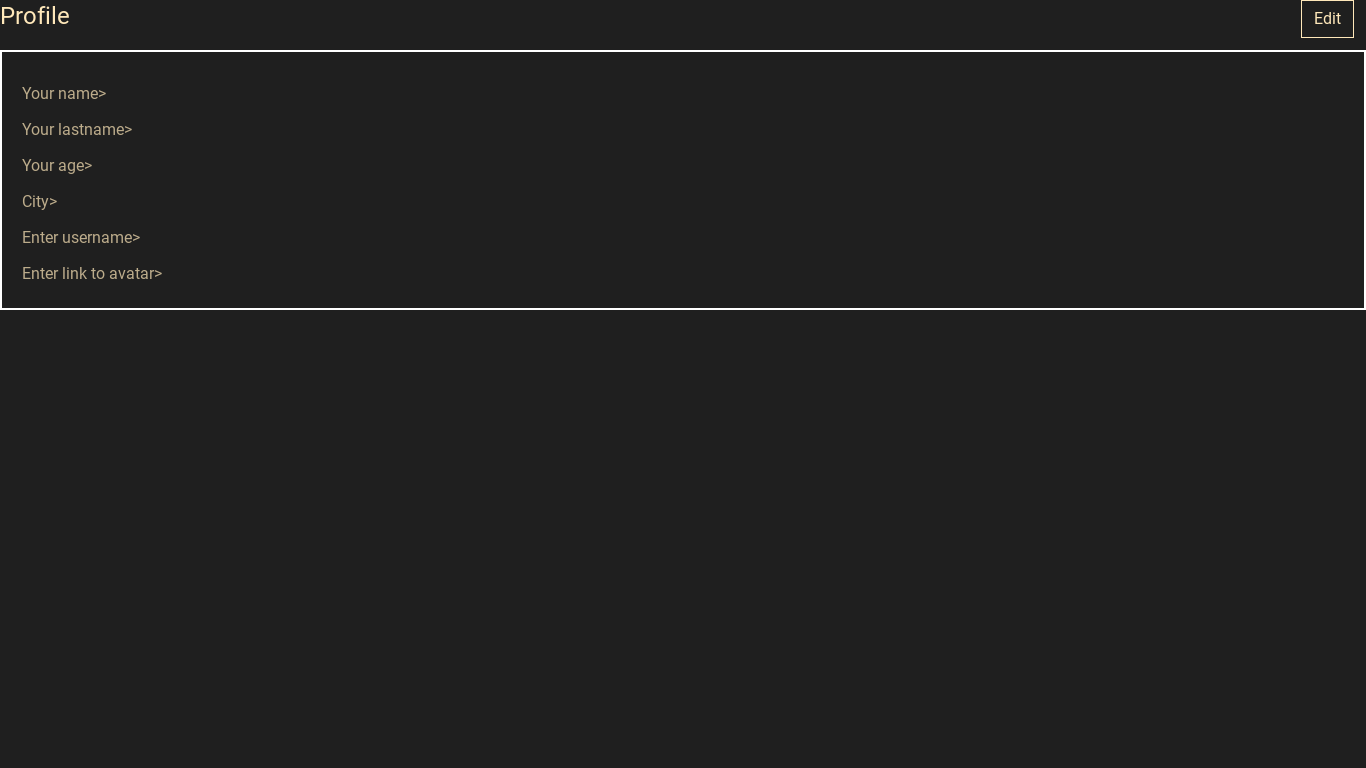 Profile
Edit
Your name>
Your lastname>
Your age>
City>
Enter username>
Enter link to avatar>